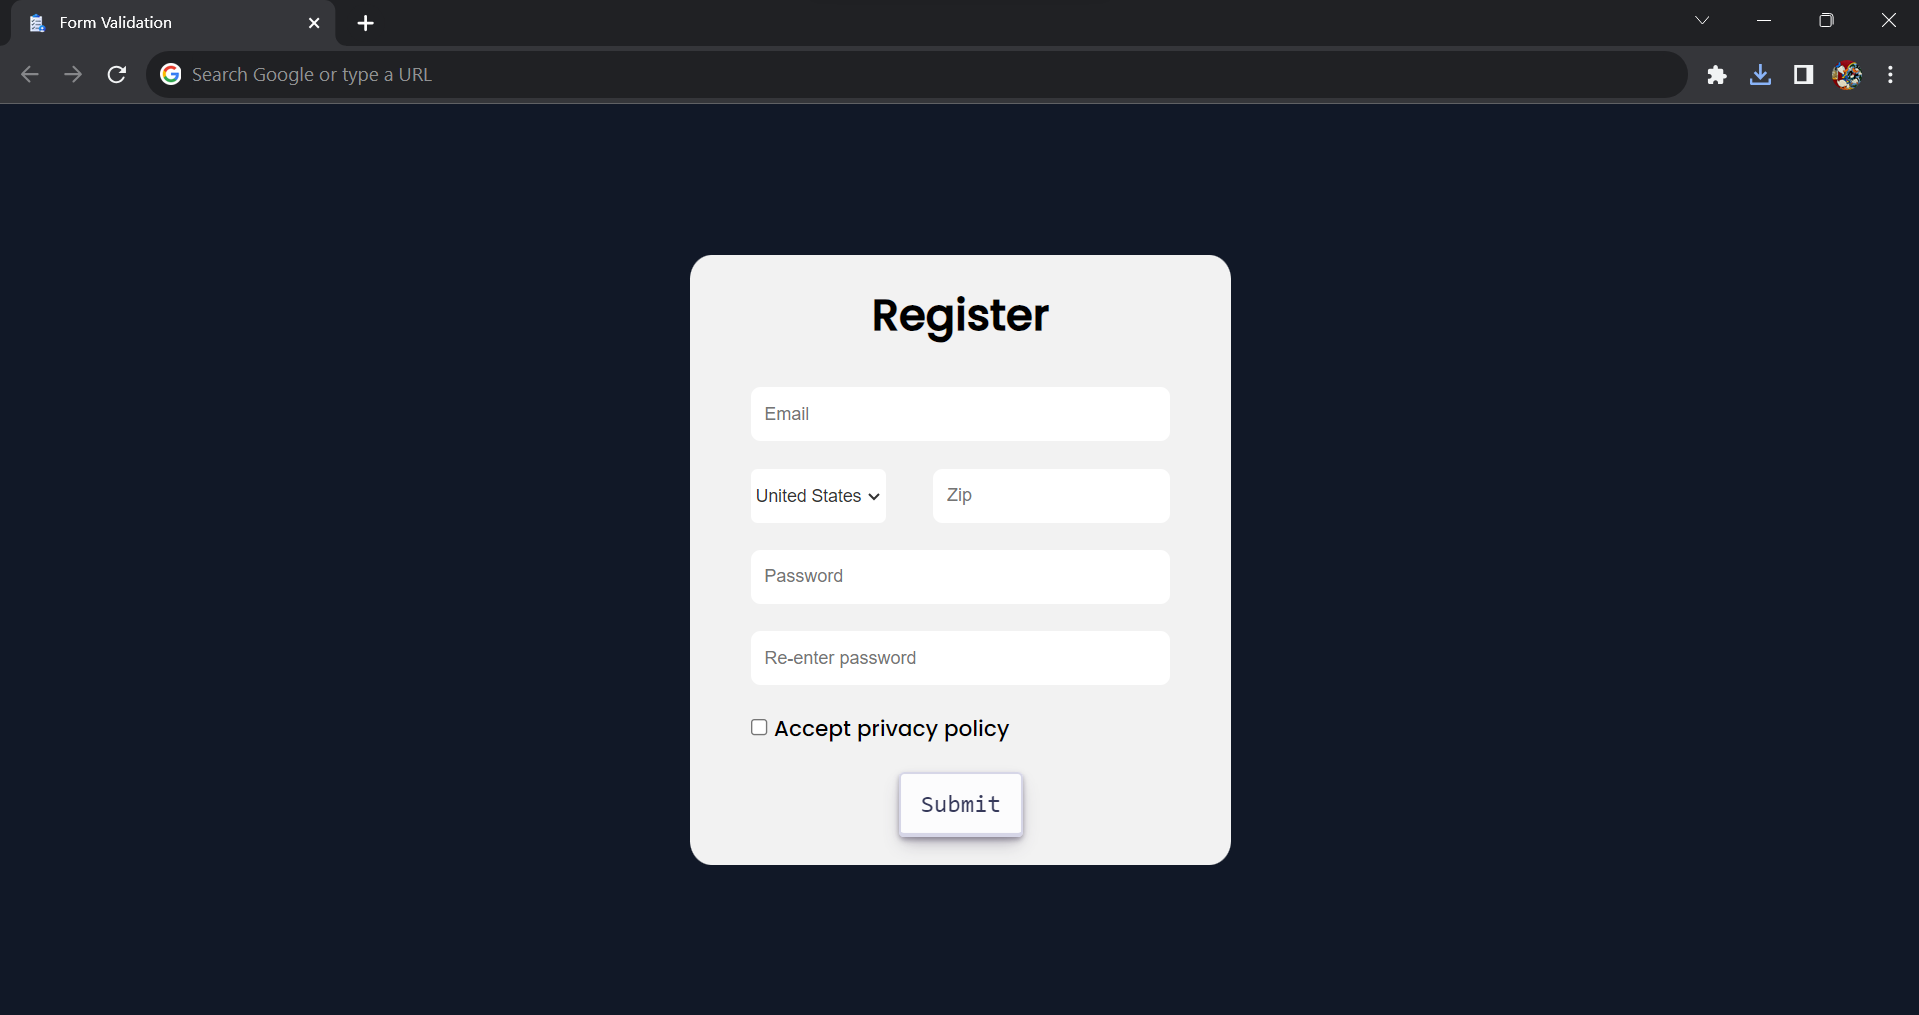 Form Validation
Search Google or type a URL
Register
Email
United States
Zip
Password
Re-enter password
Accept privacy policy
Submit